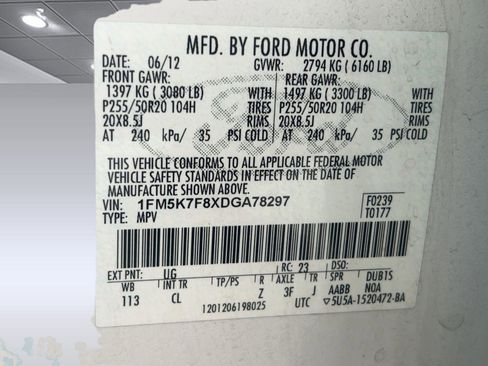 MFD. BY FORD MOTOR CO.
DATE: 06/12 GVWR: 2794 KG ( 6160 LB)
FRONT GAWR: REAR GAWR:
1397 KG ( 3080 LB) WITH 1497 KG ( 3300 LB) WITH
P255/50R20 104H TIRES P255/50R20 104H TIRES
20X8.5J RIMS 20X8.5J RIMS
AT 240 kPa/ 35 PSI COLD AT 240 kPa/ 35 PSI COLD
Ford
THIS VEHICLE CONFORMS TO ALL APPLICABLE FEDERAL MOTOR
VEHICLE SAFETY STANDARDS IN EFFECT ON THE DATE OF
MANUFACTURE SHOWN ABOVE.
VIN: 1FM5K7F8XDGA78297 F0239
TYPE: MPV T0177
EXT PNT: UG RC: 23 DSO:
WB INT TR TP/PS R AXLE TR SPR DUB1S
113 CL Z 3F J AABB NOA
1201206198025 UTC ▽5U5A-1520472-BA